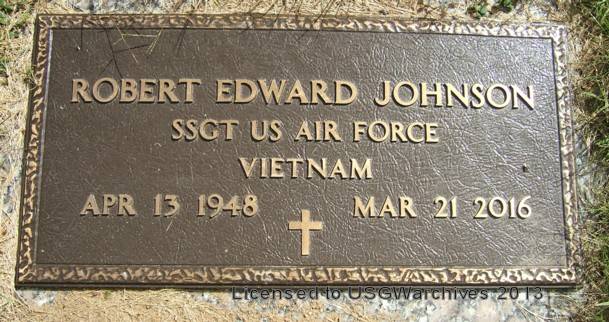 ROBERT EDWARD JOHNSON
SSGT US AIR FORCE
VIETNAM
APR 13 1948 MAR 21 2016
Licensed to USGWarchives 2013